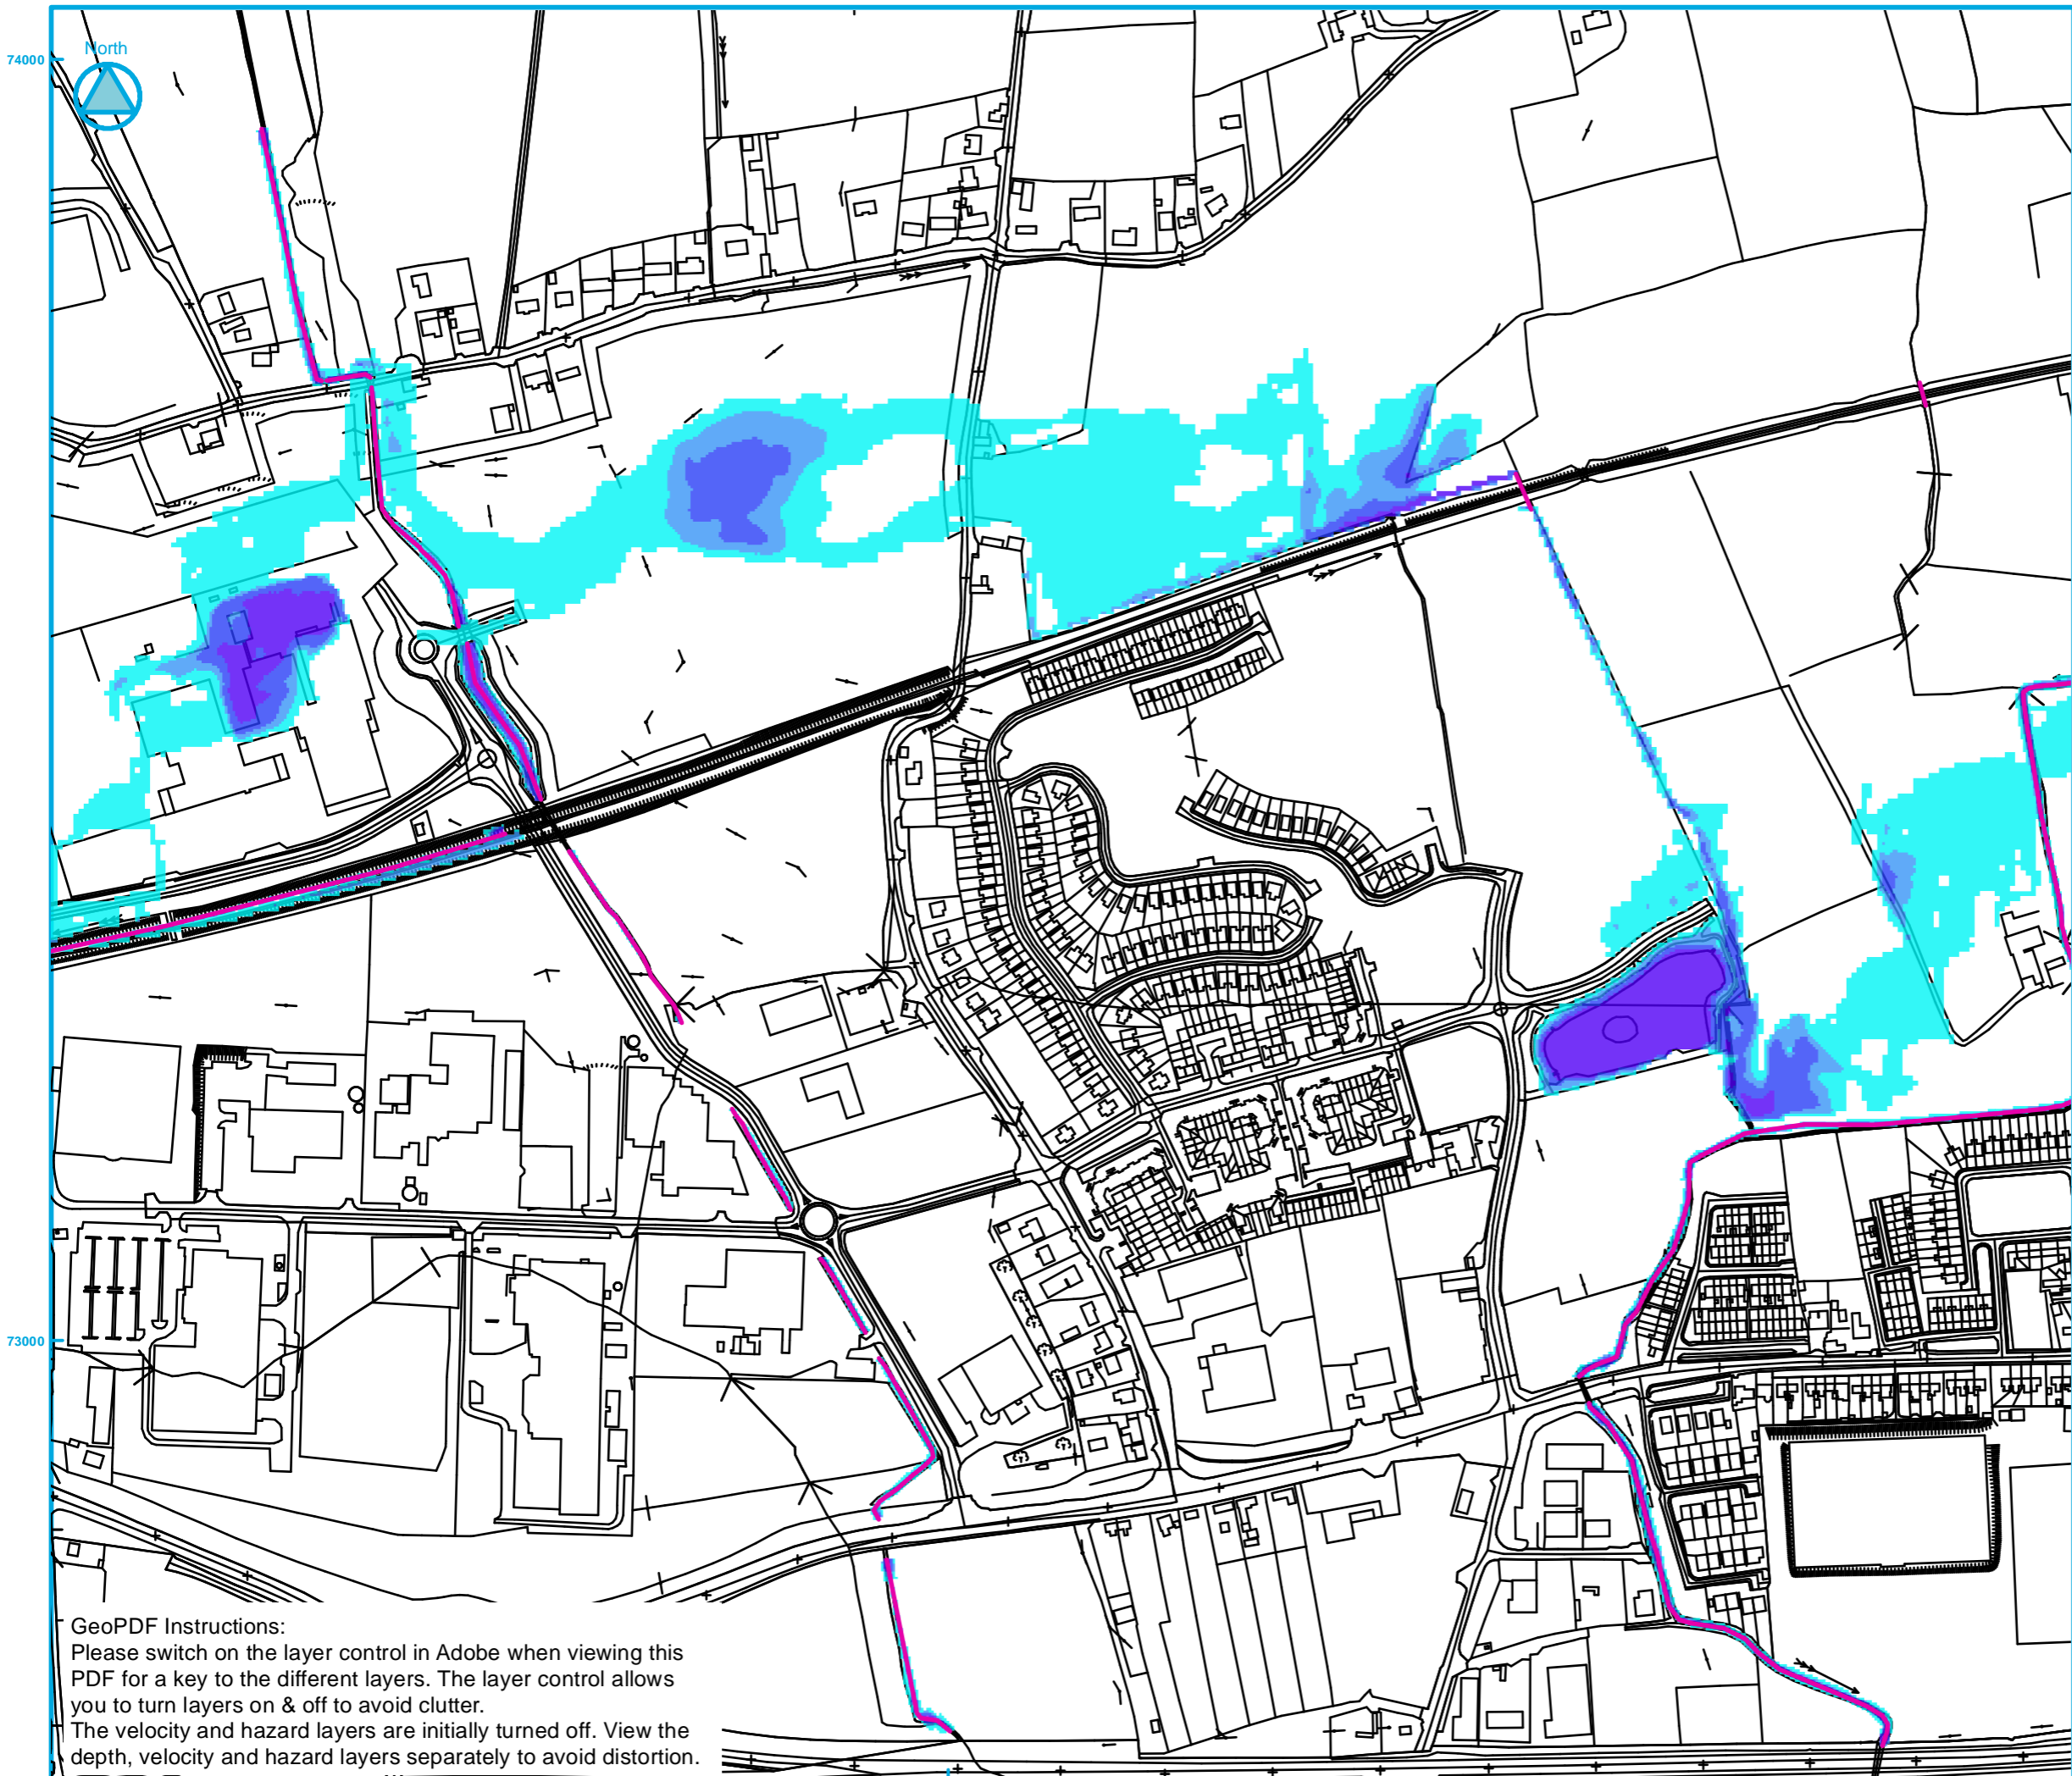 North
74000
73000
GeoPDF Instructions:
Please switch on the layer control in Adobe when viewing this
PDF for a key to the different layers. The layer control allows
you to turn layers on & off to avoid clutter.
The velocity and hazard layers are initially turned off. View the
depth, velocity and hazard layers separately to avoid distortion.